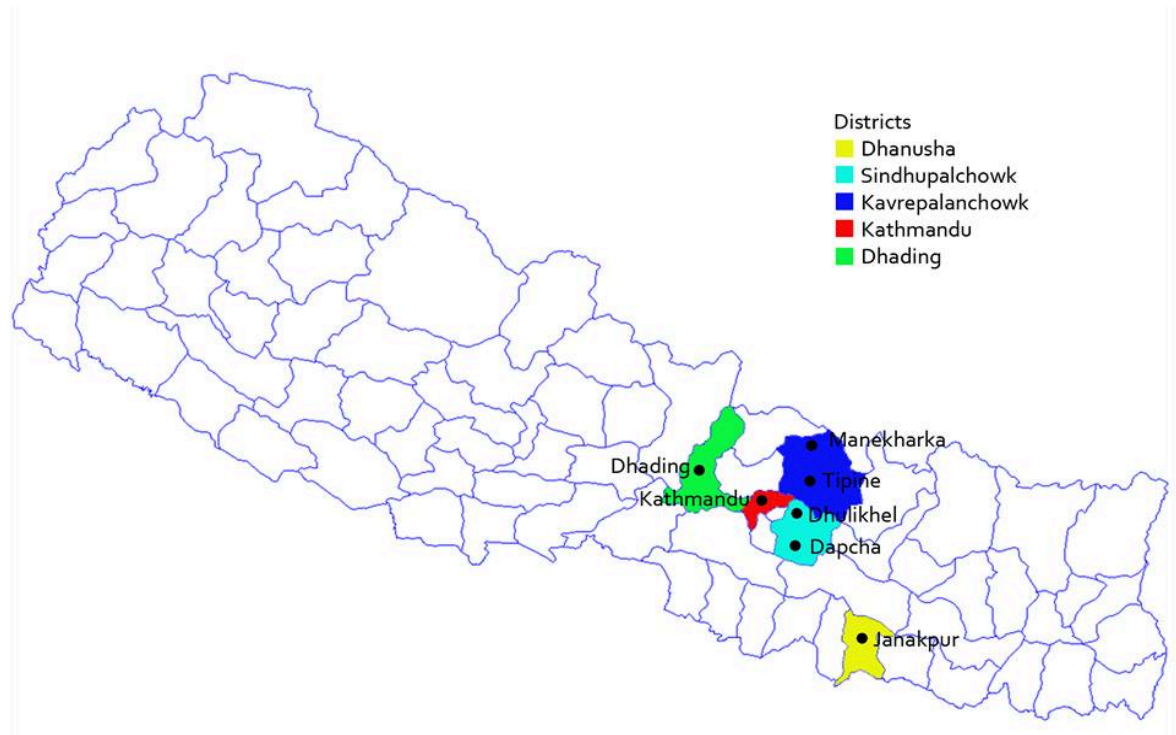 Districts
Dhanusha
Sindhupalchowk
Kavrepalanchowk
Kathmandu
Dhading
Manekharka
Dhading
Tipine
Kathmandu
Dhulikhel
Dapcha
Janakpur